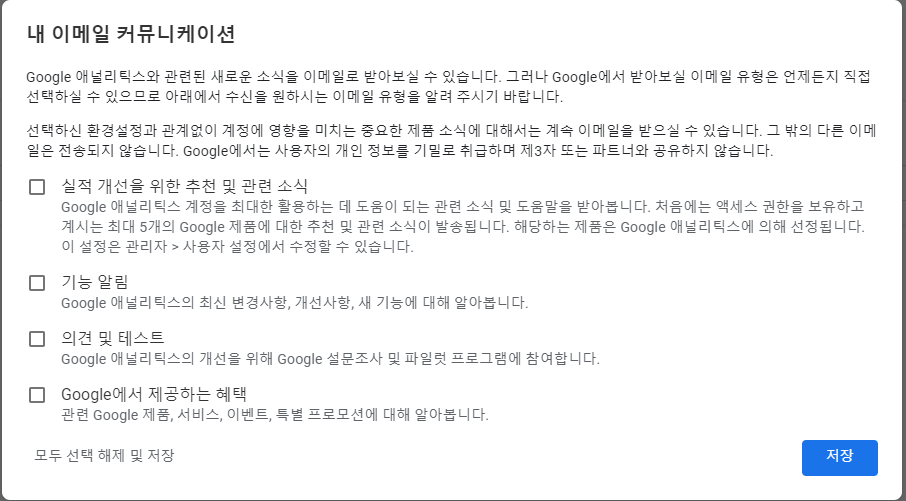 내 이메일 커뮤니케이션
Google 애널리틱스와 관련된 새로운 소식을 이메일로 받아보실 수 있습니다. 그러나 Google에서 받아보실 이메일 유형은 언제든지 직접
선택하실 수 있으므로 아래에서 수신을 원하시는 이메일 유형을 알려 주시기 바랍니다.
선택하신 환경설정과 관계없이 계정에 영향을 미치는 중요한 제품 소식에 대해서는 계속 이메일을 받으실 수 있습니다. 그 밖의 다른 이메
일은 전송되지 않습니다. Google에서는 사용자의 개인 정보를 기밀로 취급하며 제3자 또는 파트너와 공유하지 않습니다.
실적 개선을 위한 추천 및 관련 소식
Google 애널리틱스 계정을 최대한 활용하는 데 도움이 되는 관련 소식 및 도움말을 받아봅니다. 처음에는 액세스 권한을 보유하고
계시는 최대 5개의 Google 제품에 대한 추천 및 관련 소식이 발송됩니다. 해당하는 제품은 Google 애널리틱스에 의해 선정됩니다.
이 설정은 관리자 > 사용자 설정에서 수정할 수 있습니다.
기능 알림
Google 애널리틱스의 최신 변경사항, 개선사항, 새 기능에 대해 알아봅니다.
의견 및 테스트
Google 애널리틱스의 개선을 위해 Google 설문조사 및 파일럿 프로그램에 참여합니다.
Google에서 제공하는 혜택
관련 Google 제품, 서비스, 이벤트, 특별 프로모션에 대해 알아봅니다.
모두 선택 해제 및 저장
저장